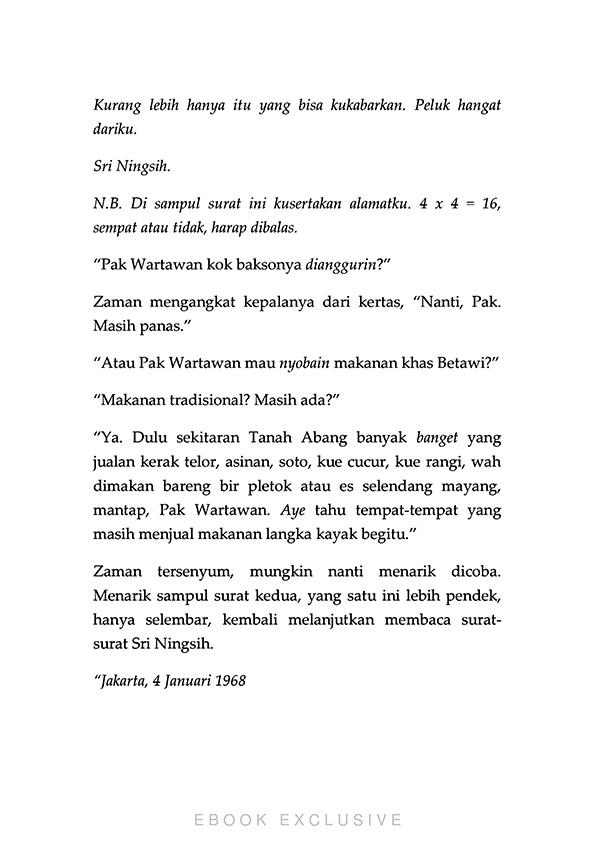 Kurang lebih hanya itu yang bisa kukabarkan. Peluk hangat
dariku.
Sri Ningsih.
N.B. Di sampul surat ini kusertakan alamatku. 4 x 4 = 16,
sempat atau tidak, harap dibalas.
“Pak Wartawan kok baksonya dianggurin?”
Zaman mengangkat kepalanya dari kertas, “Nanti, Pak.
Masih panas.”
“Atau Pak Wartawan mau nyobain makanan khas Betawi?”
“Makanan tradisional? Masih ada?”
“Ya. Dulu sekitaran Tanah Abang banyak banget yang
jualan kerak telor, asinan, soto, kue cucur, kue rangi, wah
dimakan bareng bir pletok atau es selendang mayang,
mantap, Pak Wartawan. Aye tahu tempat-tempat yang
masih menjual makanan langka kayak begitu.”
Zaman tersenyum, mungkin nanti menarik dicoba.
Menarik sampul surat kedua, yang satu ini lebih pendek,
hanya selembar, kembali melanjutkan membaca surat-
surat Sri Ningsih.
“Jakarta, 4 Januari 1968
EBOOK EXCLUSIVE